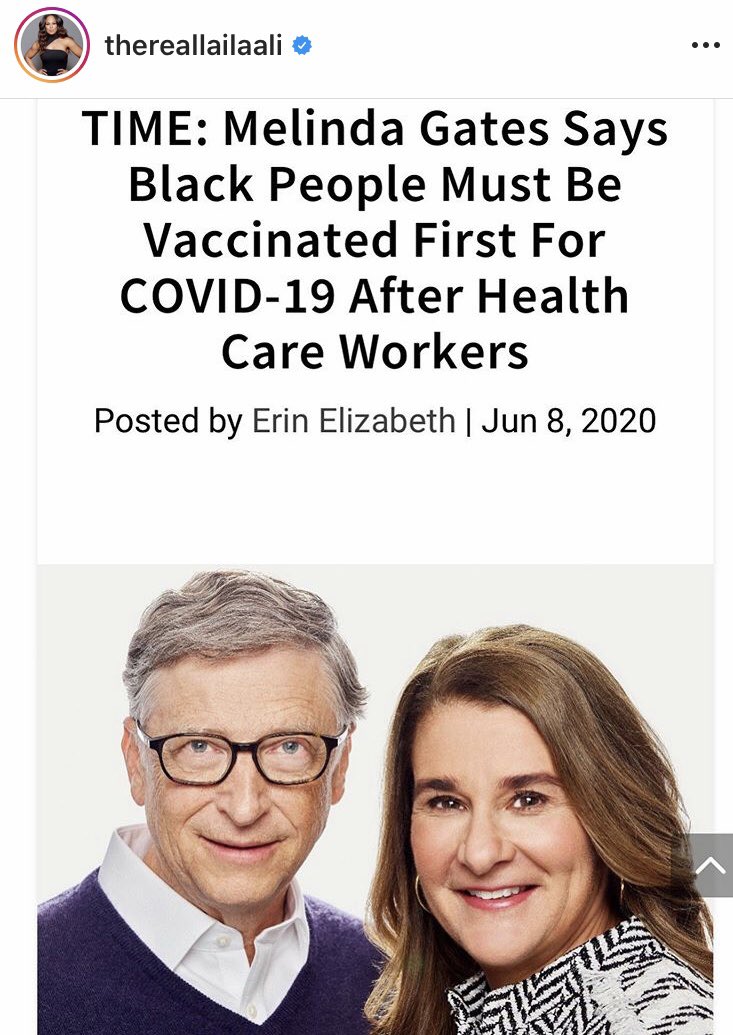 thereallailaali
TIME: Melinda Gates Says
Black People Must Be
Vaccinated First For
COVID-19 After Health
Care Workers
Posted by Erin Elizabeth | Jun 8, 2020